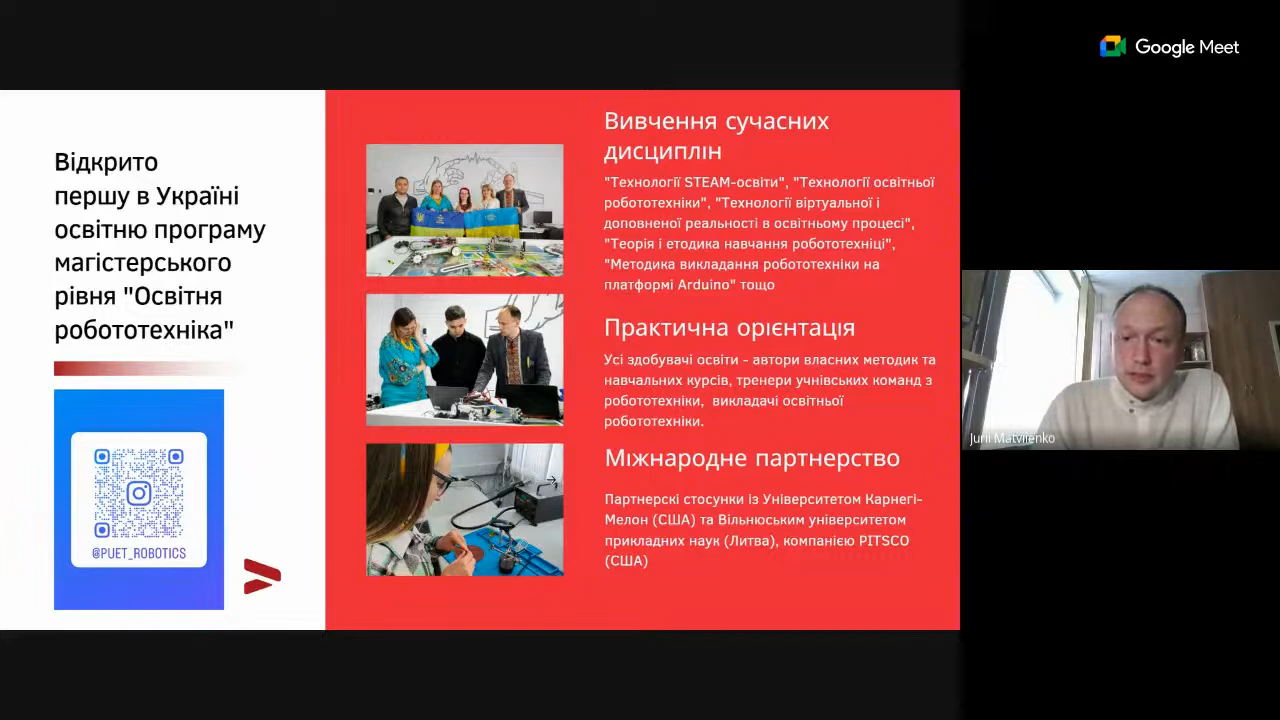 Відкрито
першу в Україні
освітню програму
магістерського
рівня "Освітня
робототехніка"
@PUET_ROBOTICS
Вивчення сучасних
дисциплін
"Технології STEAM-освіти", "Технології освітньої
робототехніки", "Технології віртуальної і
доповненої реальності в освітньому процесі",
"Теорія і етодика навчання робототехніці",
"Методика викладання робототехніки на
платформі Arduino" тощо
Практична орієнтація
Усі здобувачі освіти - автори власних методик та
навчальних курсів, тренери учнівських команд з
робототехніки, викладачі освітньої
робототехніки.
Міжнародне партнерство
Партнерскі стосунки із Університетом Карнегі-
Мелон (США) та Вільнюським університетом
прикладних наук (Литва), компанією PITSCO
(США)
Google Meet
Jurii Matviienko